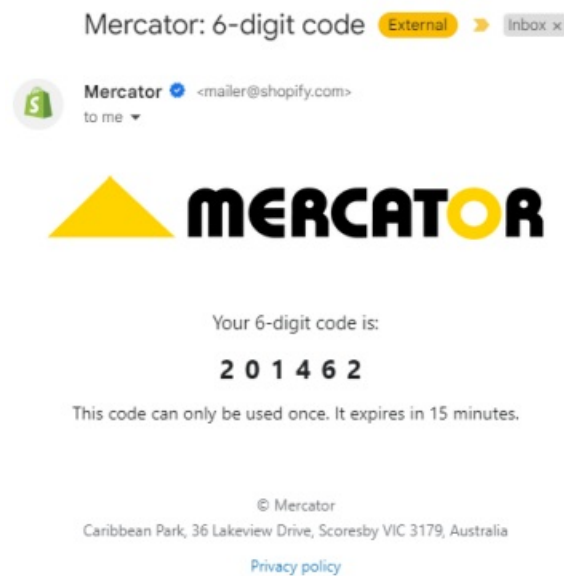 Mercator: 6-digit code External Inbox ×
Mercator <mailer@shopify.com>
to me
MERCATOR
Your 6-digit code is:
2 0 1 4 6 2
This code can only be used once. It expires in 15 minutes.
© Mercator
Caribbean Park, 36 Lakeview Drive, Scoresby VIC 3179, Australia
Privacy policy